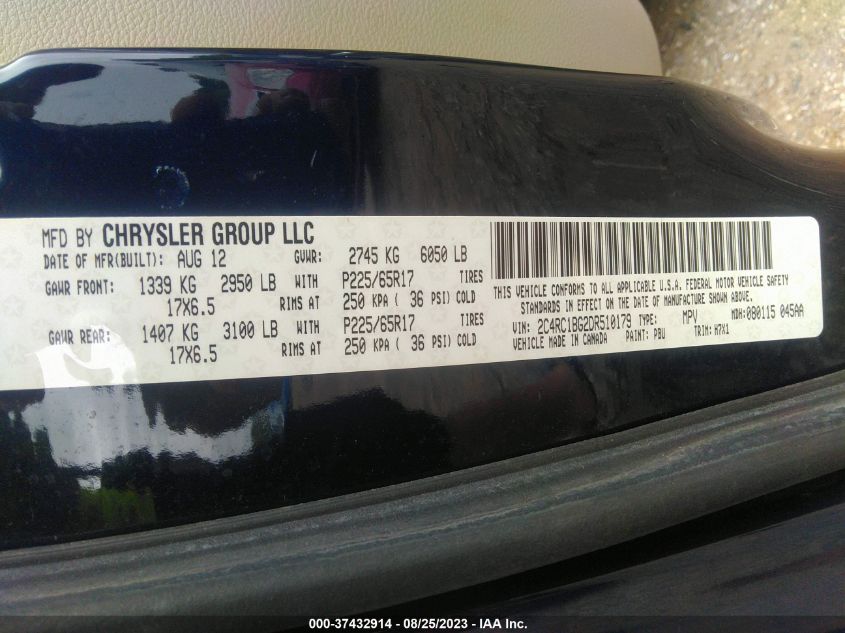 MFD BY CHRYSLER GROUP LLC
DATE OF MFR(BUILT): AUG 12 GVWR: 2745 KG 6050 LB
GAWR FRONT: 1339 KG 2950 LB WITH P225/65R17 TIRES
17X6.5 RIMS AT 250 KPA ( 36 PSI) COLD
GAWR REAR: 1407 KG 3100 LB WITH P225/65R17 TIRES
17X6.5 RIMS AT 250 KPA ( 36 PSI) COLD
THIS VEHICLE CONFORMS TO ALL APPLICABLE U.S.A. FEDERAL MOTOR VEHICLE SAFETY
STANDARDS IN EFFECT ON THE DATE OF MANUFACTURE SHOWN ABOVE.
VIN: 2C4RC1BG2DR510179 TYPE: MPV MDH:080115 045AA
VEHICLE MADE IN CANADA PAINT: PBU TRIM: H7X1
000-37432914 - 08/25/2023 - IAA Inc.